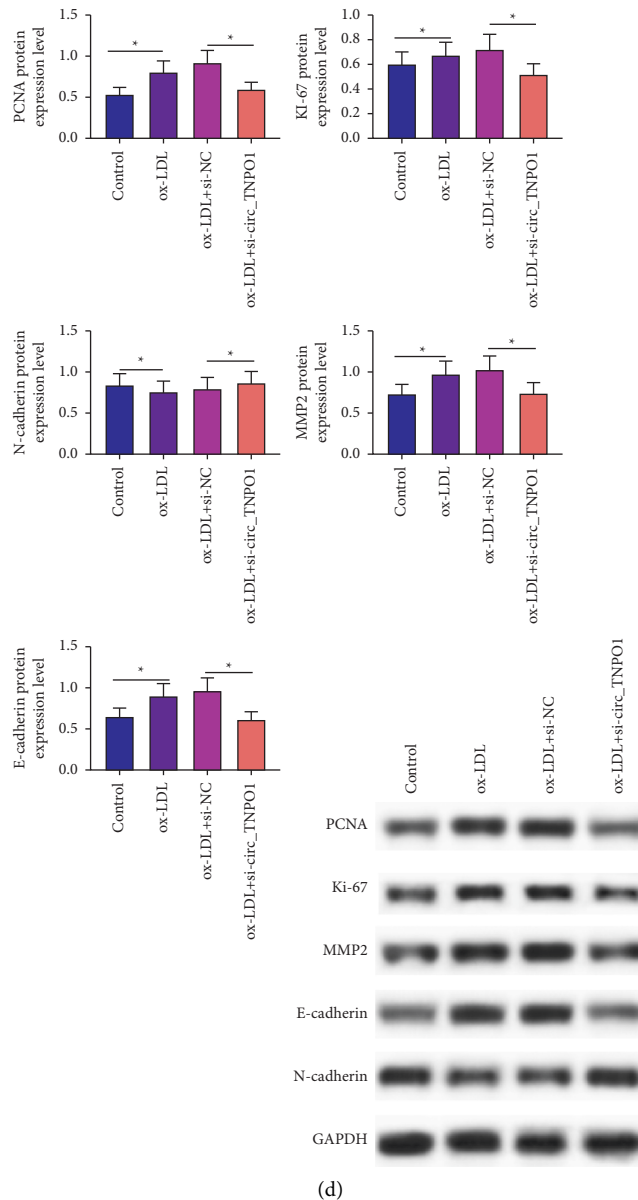 PCNA protein
expression level
1.5
1.0
0.5
0.0
*
*
Control
ox-LDL
ox-LDL+si-NC
ox-LDL+si-circ_TNPO1
KI-67 protein
expression level
1.0
0.8
0.6
0.4
0.2
0.0
*
*
Control
ox-LDL
ox-LDL+si-NC
ox-LDL+si-circ_TNPO1
N-cadherin protein
expression level
1.5
1.0
0.5
0.0
*
*
Control
ox-LDL
ox-LDL+si-NC
ox-LDL+si-circ_TNPO1
MMP2 protein
expression level
1.5
1.0
0.5
0.0
*
*
Control
ox-LDL
ox-LDL+si-NC
ox-LDL+si-circ_TNPO1
E-cadherin protein
expression level
1.5
1.0
0.5
0.0
*
*
Control
ox-LDL
ox-LDL+si-NC
ox-LDL+si-circ_TNPO1
Control
ox-LDL
ox-LDL+si-NC
ox-LDL+si-circ_TNPO1
PCNA
Ki-67
MMP2
E-cadherin
N-cadherin
GAPDH
(d)